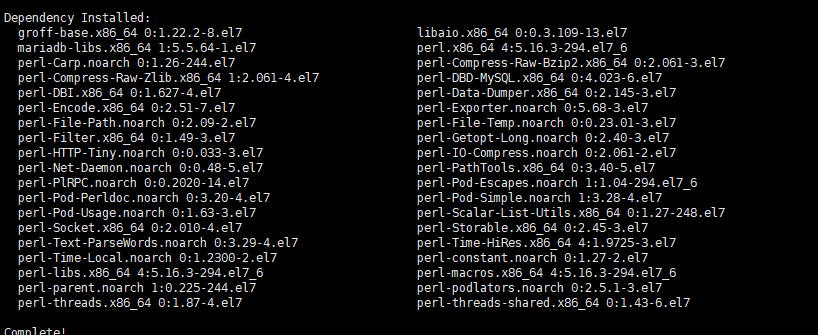 Dependency Installed:
groff-base.x86_64 0:1.22.2-8.el7 libaio.x86_64 0:0.3.109-13.el7
mariadb-libs.x86_64 1:5.5.64-1.el7 perl.x86_64 4:5.16.3-294.el7_6
perl-Carp.noarch 0:1.26-244.el7 perl-Compress-Raw-Bzip2.x86_64 0:2.061-3.el7
perl-Compress-Raw-Zlib.x86_64 1:2.061-4.el7 perl-DBD-MySQL.x86_64 0:4.023-6.el7
perl-DBI.x86_64 0:1.627-4.el7 perl-Data-Dumper.x86_64 0:2.145-3.el7
perl-Encode.x86_64 0:2.51-7.el7 perl-Exporter.noarch 0:5.68-3.el7
perl-File-Path.noarch 0:2.09-2.el7 perl-File-Temp.noarch 0:0.23.01-3.el7
perl-Filter.x86_64 0:1.49-3.el7 perl-Getopt-Long.noarch 0:2.40-3.el7
perl-HTTP-Tiny.noarch 0:0.033-3.el7 perl-IO-Compress.noarch 0:2.061-2.el7
perl-Net-Daemon.noarch 0:0.48-5.el7 perl-PathTools.x86_64 0:3.40-5.el7
perl-PlRPC.noarch 0:0.2020-14.el7 perl-Pod-Escapes.noarch 1:1.04-294.el7_6
perl-Pod-Perldoc.noarch 0:3.20-4.el7 perl-Pod-Simple.noarch 1:3.28-4.el7
perl-Pod-Usage.noarch 0:1.63-3.el7 perl-Scalar-List-Utils.x86_64 0:1.27-248.el7
perl-Socket.x86_64 0:2.010-4.el7 perl-Storable.x86_64 0:2.45-3.el7
perl-Text-ParseWords.noarch 0:3.29-4.el7 perl-Time-HiRes.x86_64 4:1.9725-3.el7
perl-Time-Local.noarch 0:1.2300-2.el7 perl-constant.noarch 0:1.27-2.el7
perl-libs.x86_64 4:5.16.3-294.el7_6 perl-macros.x86_64 4:5.16.3-294.el7_6
perl-parent.noarch 1:0.225-244.el7 perl-podlators.noarch 0:2.5.1-3.el7
perl-threads.x86_64 0:1.87-4.el7 perl-threads-shared.x86_64 0:1.43-6.el7
Complete!